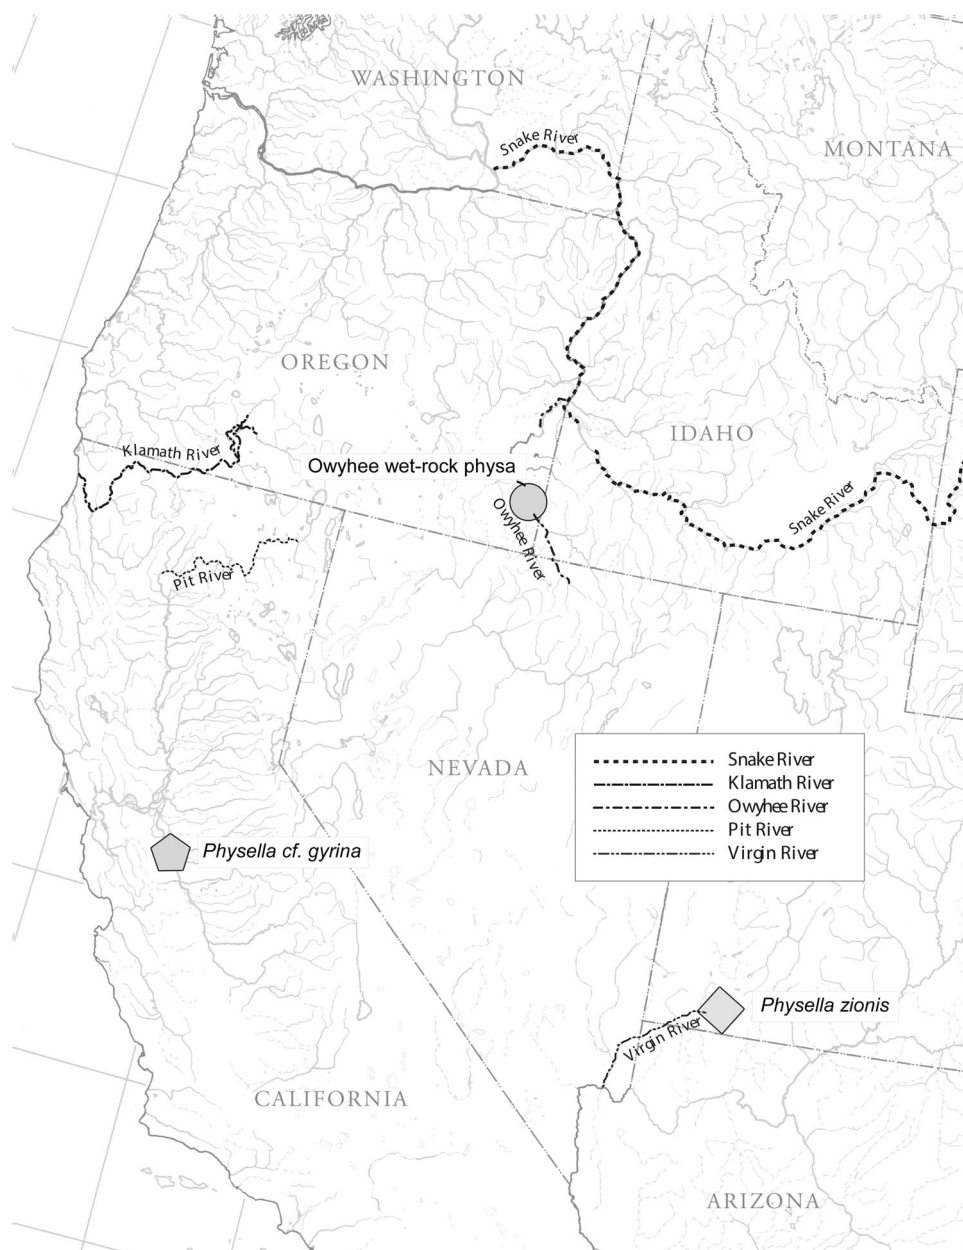 WASHINGTON
Snake River
MONTANA
OREGON
IDAHO
Klamath River
Owyhee wet-rock physa
Snake River
Owyhee River
Pit River
NEVADA
Snake River
Klamath River
Owyhee River
Pit River
Virgin River
Physella cf. gyrina
Physella zionis
Virgin River
CALIFORNIA
ARIZONA